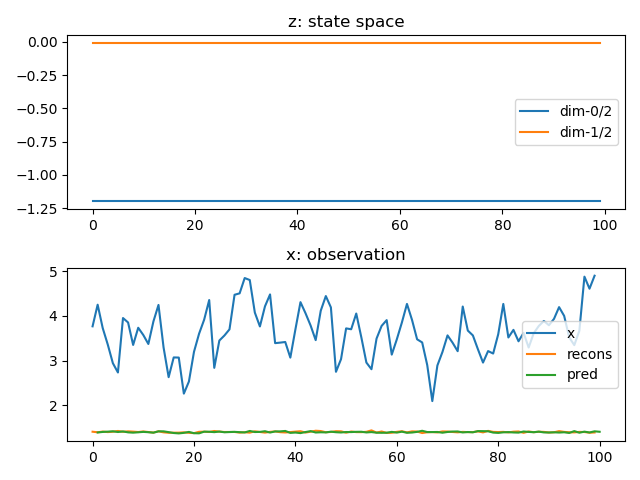 z: state space
0.00
−0.25
−0.50
−0.75
−1.00
−1.25
dim-0/2
dim-1/2
0 20 40 60 80 100
x: observation
5
4
3
2
x
recons
pred
0 20 40 60 80 100